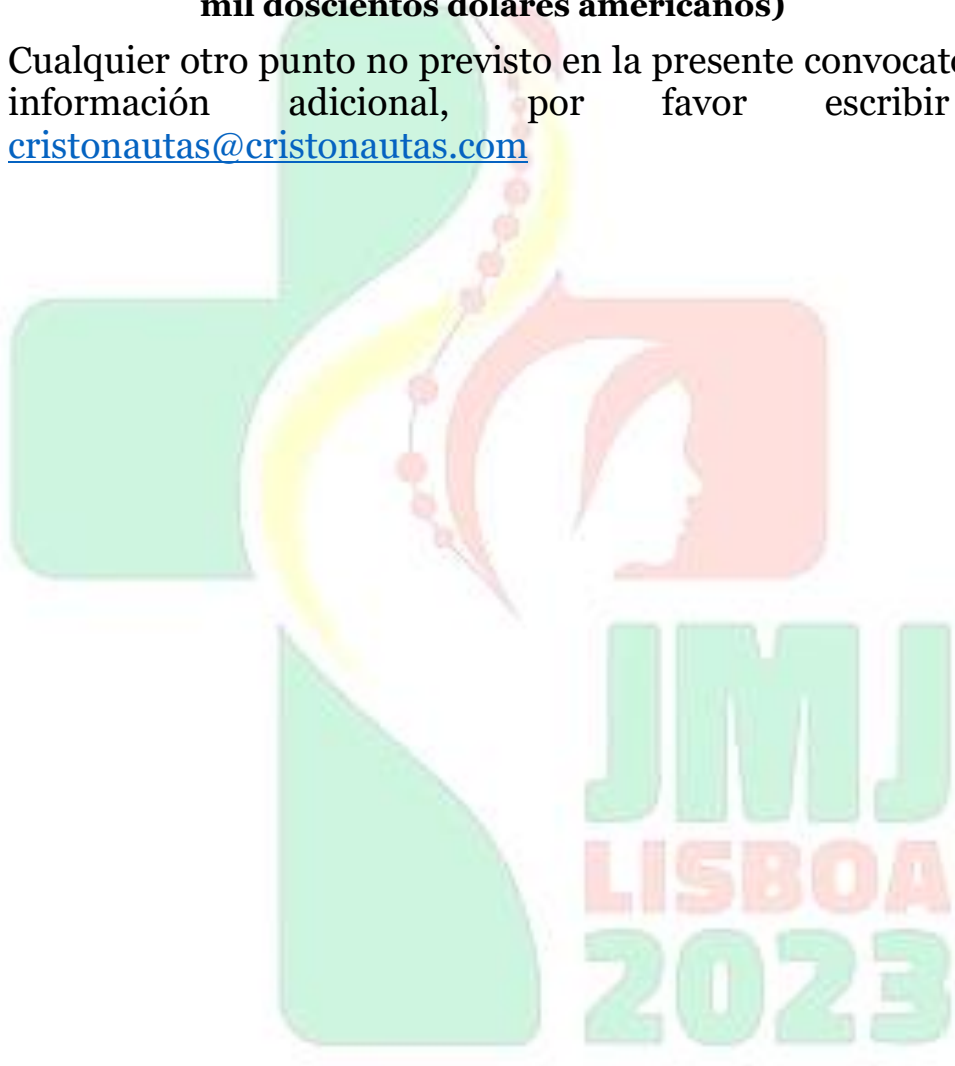 mil doscientos dólares americanos)
Cualquier otro punto no previsto en la presente
información adicional, por favor escribir
cristonautas@cristonautas.com
JMJ
LISBOA
2023